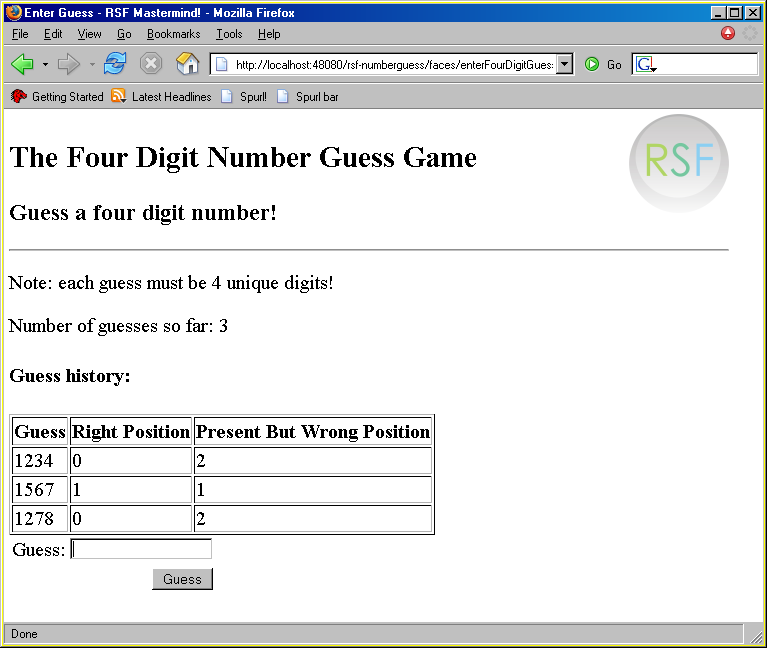 Enter Guess - RSF Mastermind! - Mozilla Firefox
File Edit View Go Bookmarks Tools Help
http://localhost:48080/rsf-numberguess/faces/enterFourDigitGues: Go G
Getting Started Latest Headlines Spurl! Spurl bar
RSF
The Four Digit Number Guess Game
Guess a four digit number!
Note: each guess must be 4 unique digits!
Number of guesses so far: 3
Guess history:
Guess Right Position Present But Wrong Position
1234 0 2
1567 1 1
1278 0 2
Guess:
Guess
Done